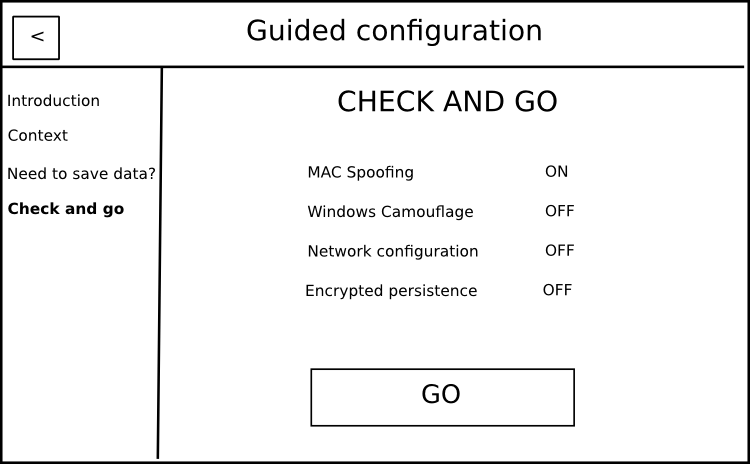 <
Guided configuration
Introduction
Context
Need to save data?
Check and go
CHECK AND GO
MAC Spoofing ON
Windows Camouflage OFF
Network configuration OFF
Encrypted persistence OFF
GO